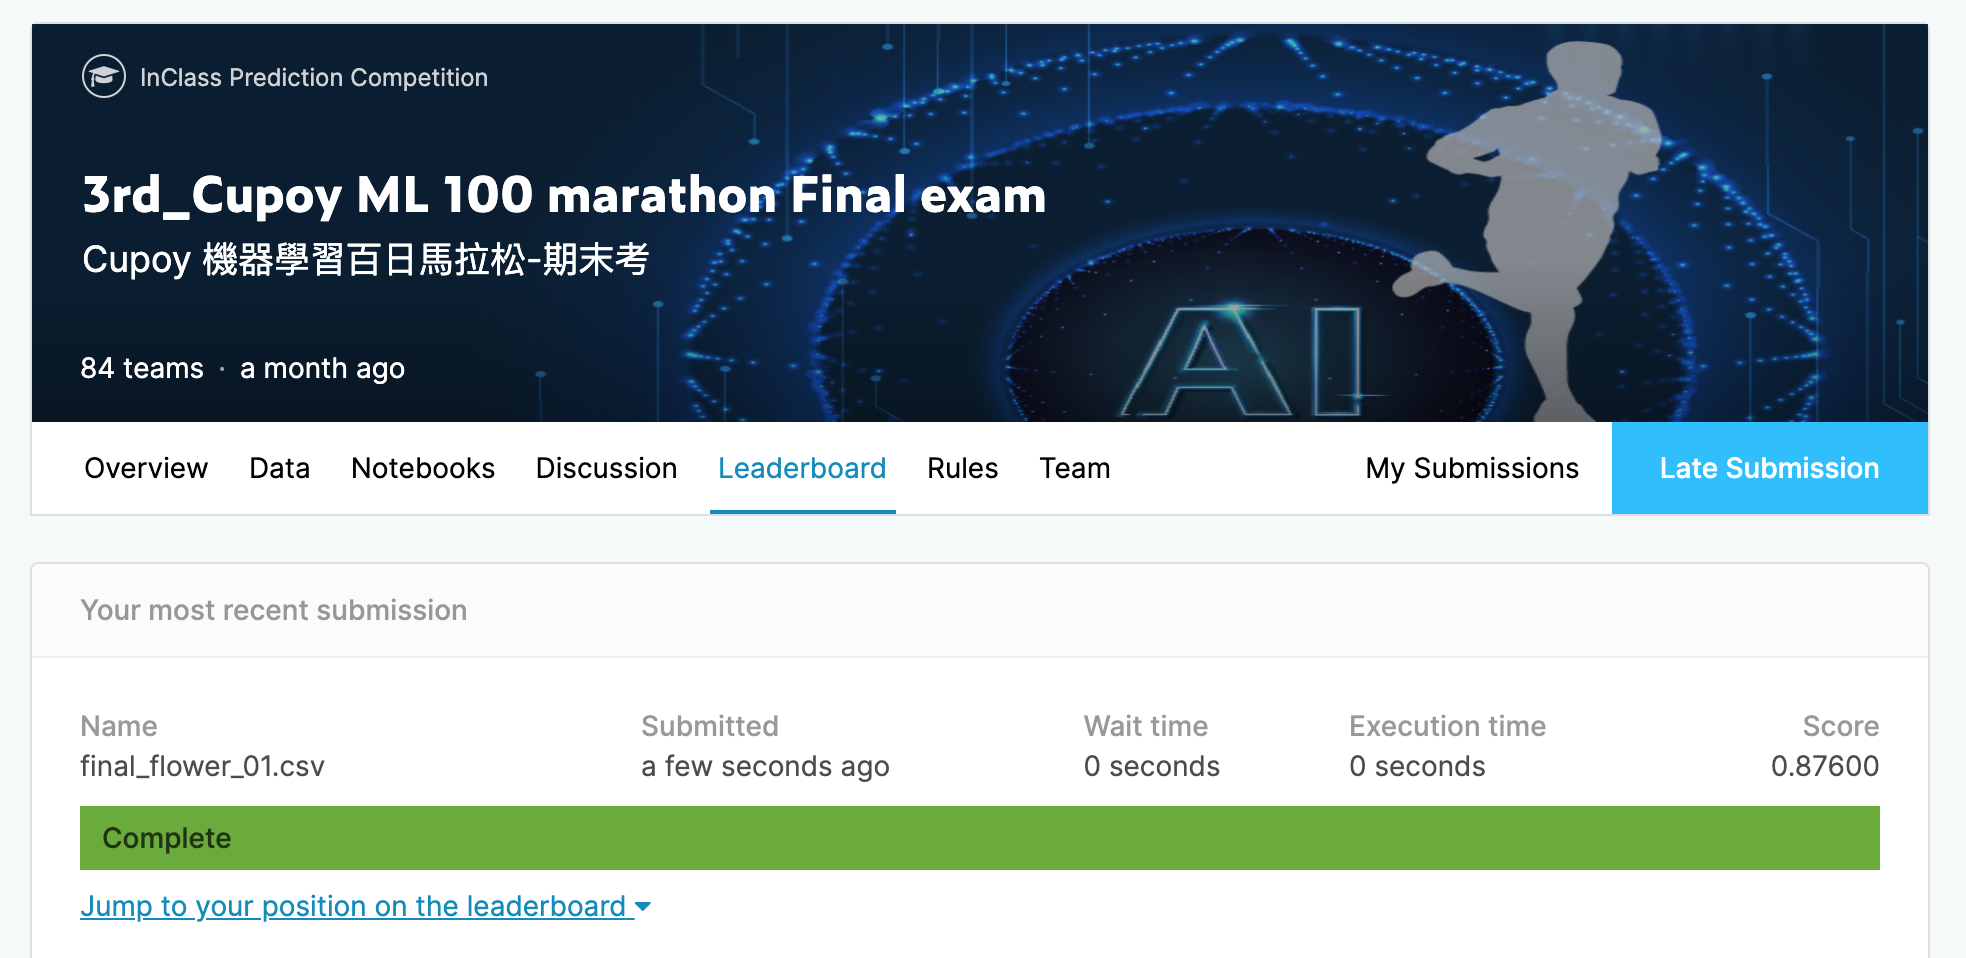 InClass Prediction Competition
3rd_Cupoy ML 100 marathon Final exam
Cupoy 機器學習百日馬拉松-期末考
84 teams · a month ago
AI
Overview Data Notebooks Discussion Leaderboard Rules Team My Submissions Late Submission
Your most recent submission
Name Submitted Wait time Execution time Score
final_flower_01.csv a few seconds ago 0 seconds 0 seconds 0.87600
Complete
Jump to your position on the leaderboard